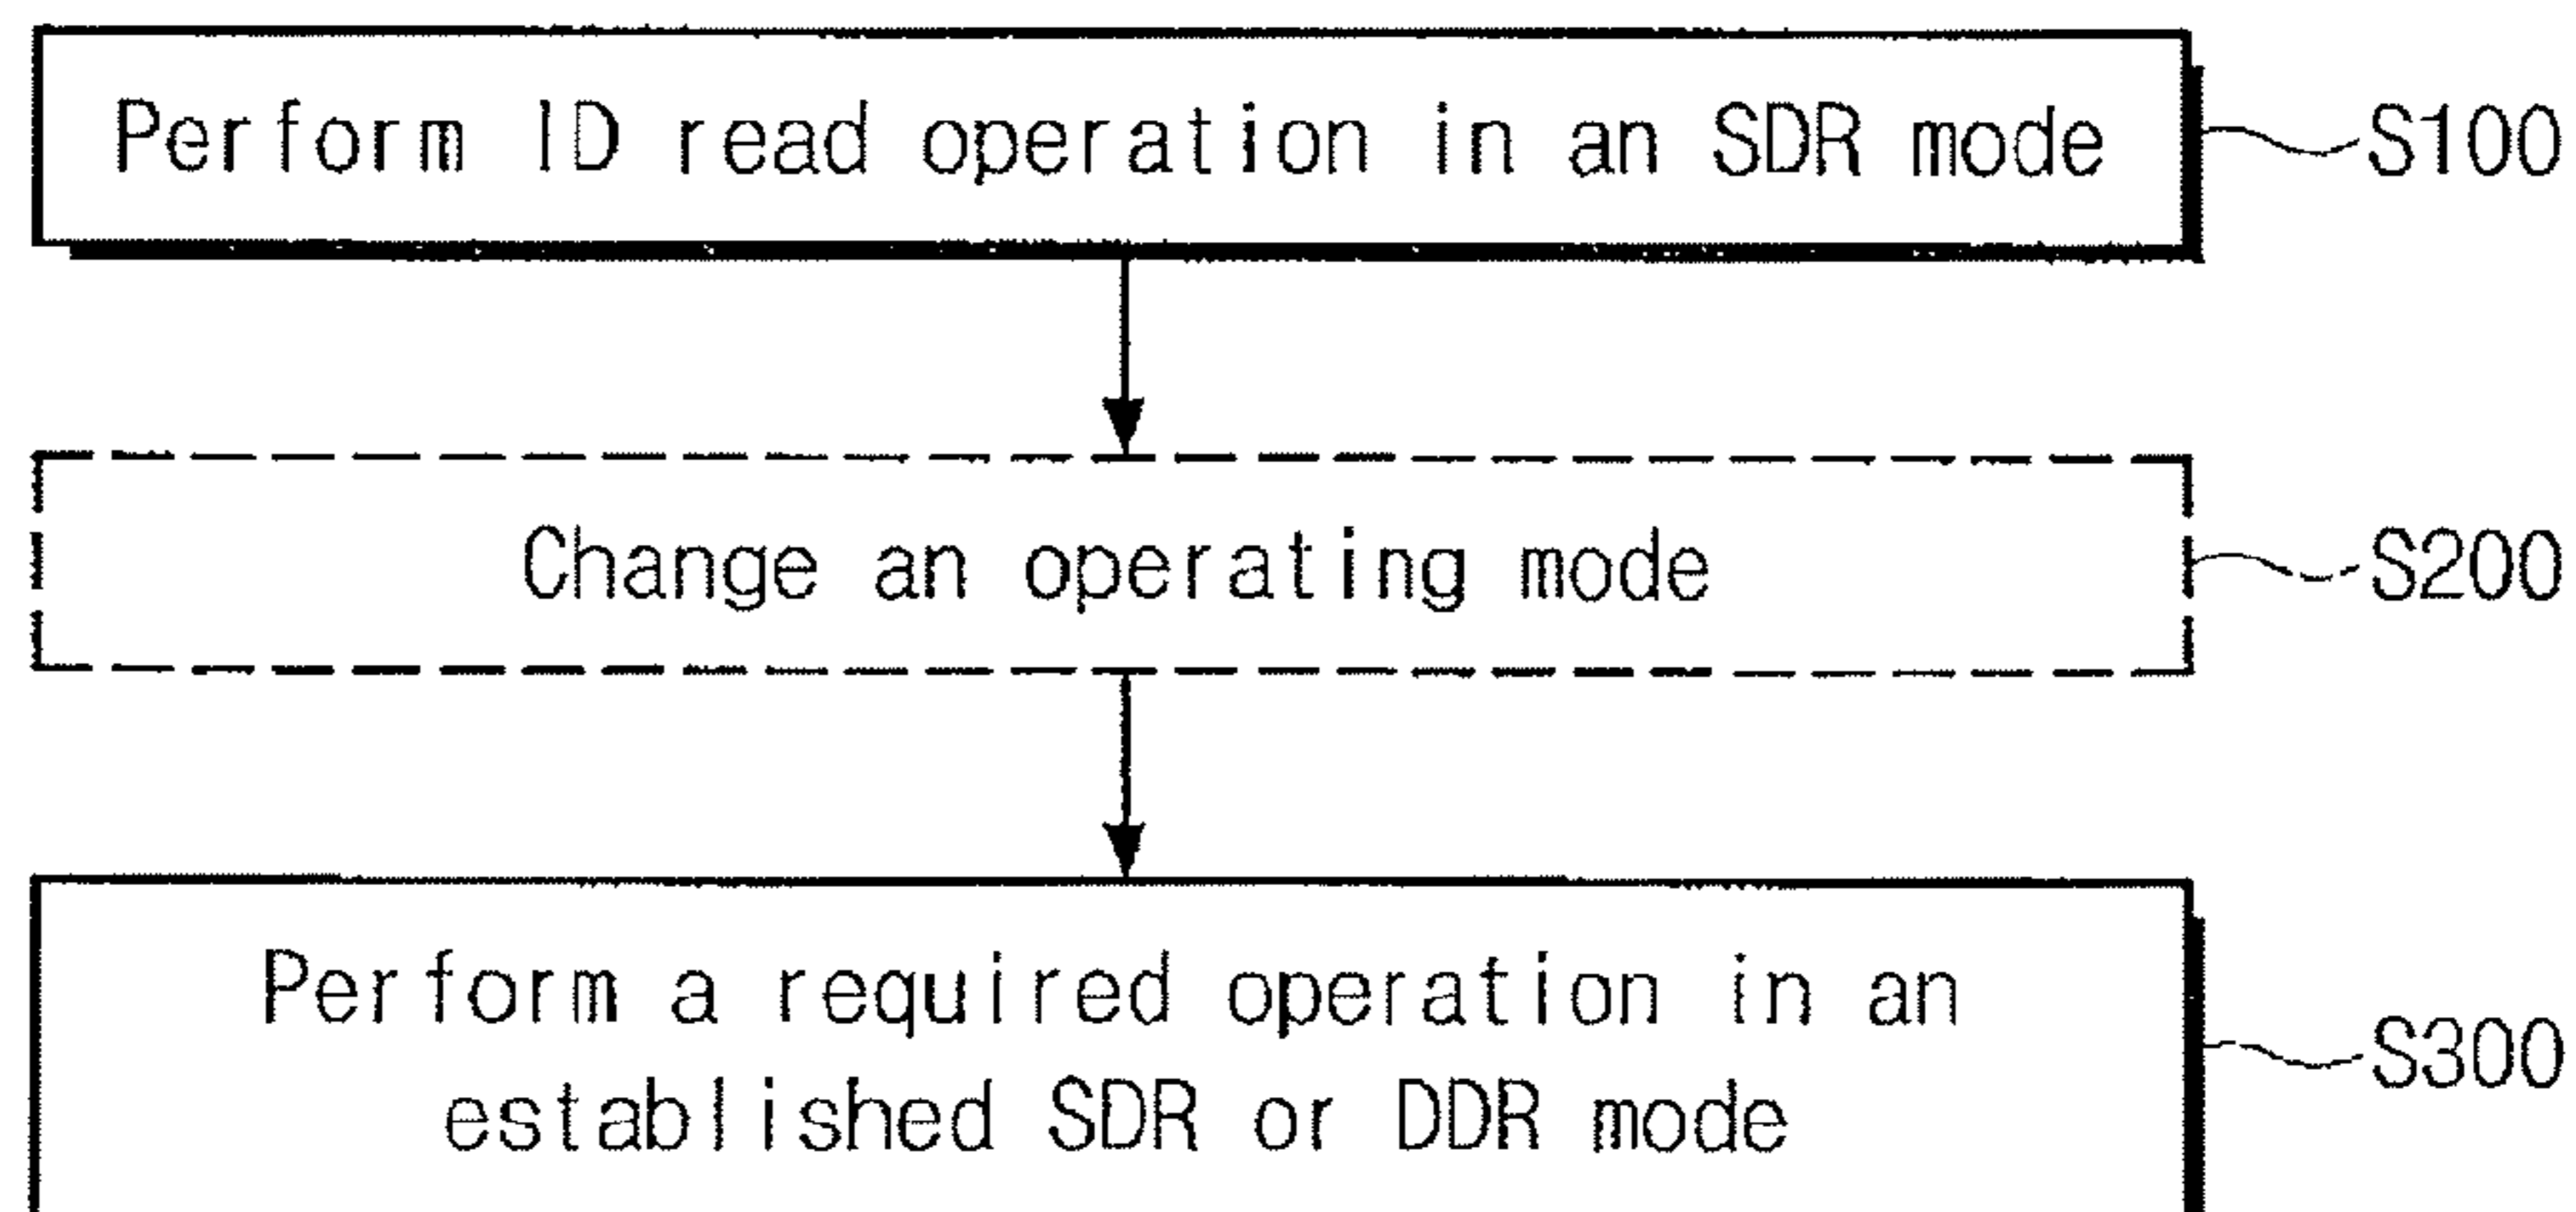 Perform ID read operation in an SDR mode
S100
Change an operating mode
S200
Perform a required operation in an
established SDR or DDR mode
S300